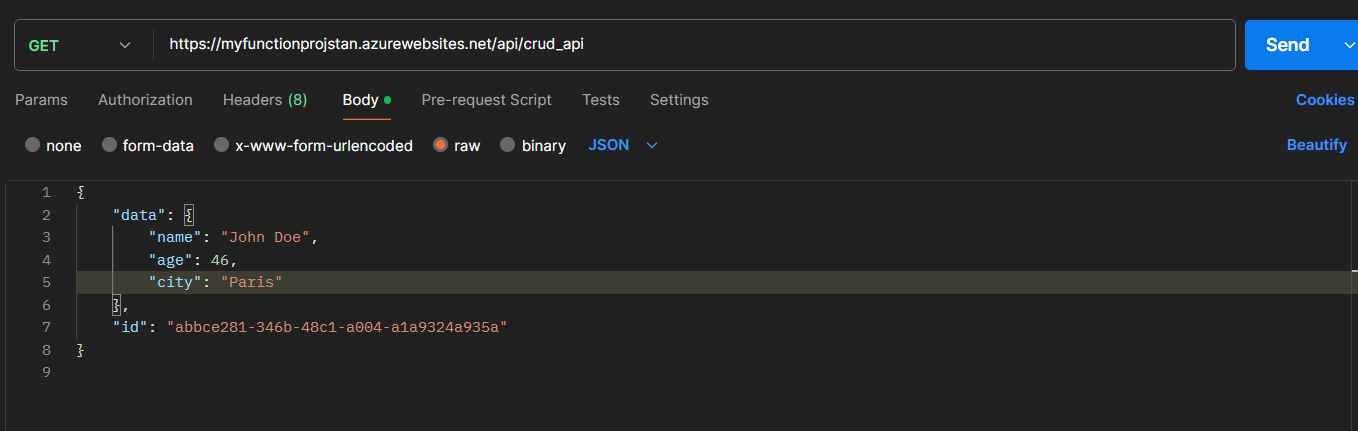 GET https://myfunctionprojstan.azurewebsites.net/api/crud_api Send
Params Authorization Headers (8) Body Pre-request Script Tests Settings Cookies
none form-data x-www-form-urlencoded raw binary JSON Beautify
1 {
2 "data": {
3 "name": "John Doe",
4 "age": 46,
5 "city": "Paris"
6 },
7 "id": "abbce281-346b-48c1-a004-a1a9324a935a"
8 }
9